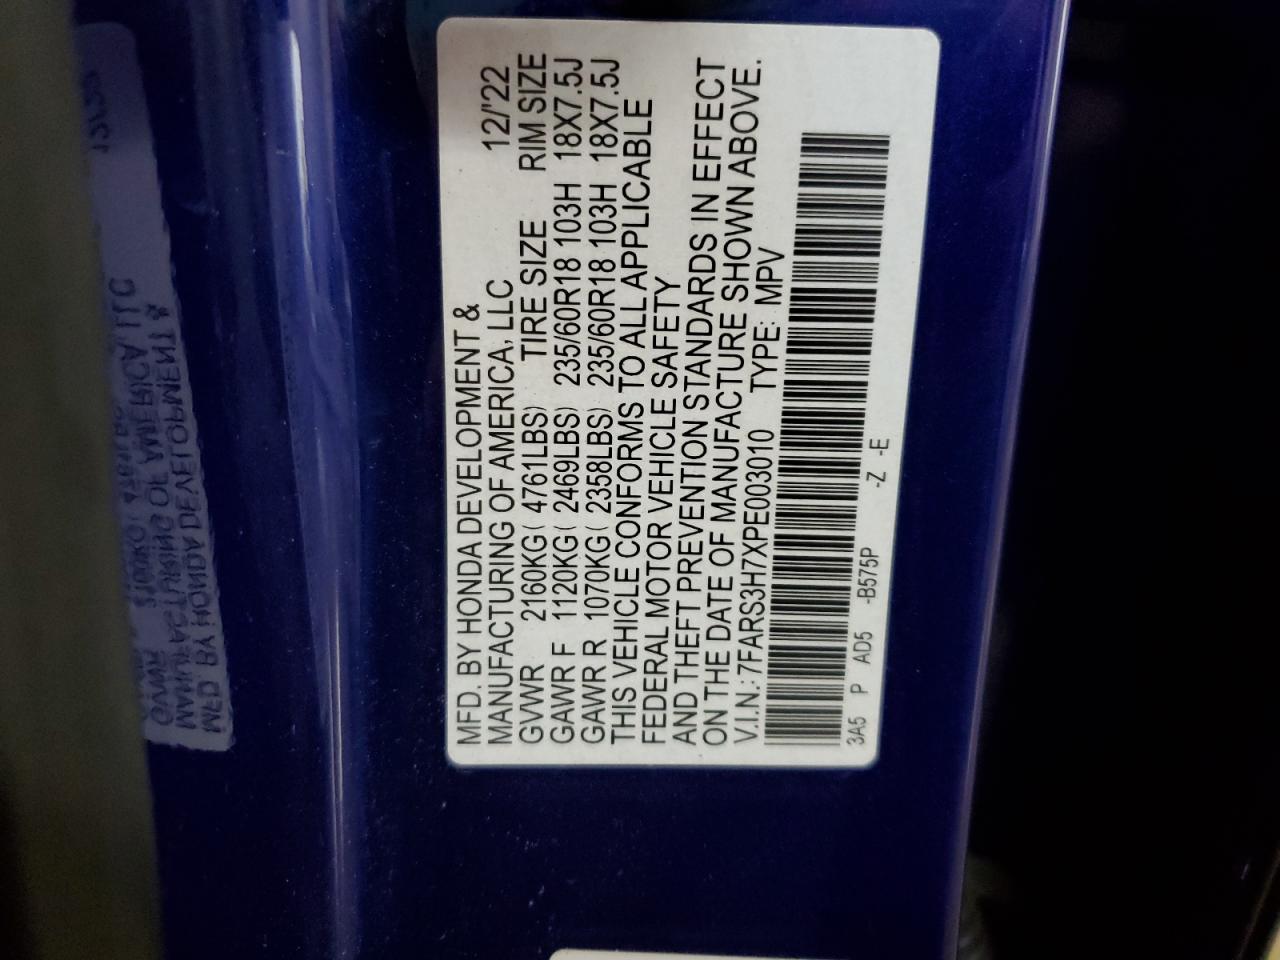 MFD. BY HONDA DEVELOPMENT &
MANUFACTURING OF AMERICA, LLC 12/'22
GVWR 2160KG( 4761LBS) TIRE SIZE RIM SIZE
GAWR F 1120KG( 2469LBS) 235/60R18 103H 18X7.5J
GAWR R 1070KG( 2358LBS) 235/60R18 103H 18X7.5J
THIS VEHICLE CONFORMS TO ALL APPLICABLE
FEDERAL MOTOR VEHICLE SAFETY
AND THEFT PREVENTION STANDARDS IN EFFECT
ON THE DATE OF MANUFACTURE SHOWN ABOVE.
V.I.N.: 7FARS3H7XPE003010 TYPE: MPV
3A5 P AD5 -B575P -Z -E